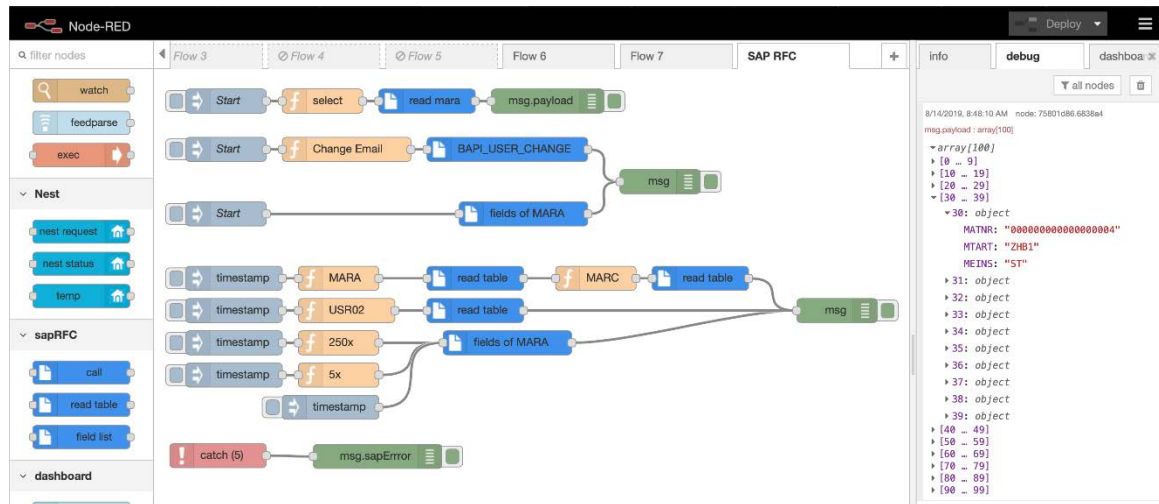 Node-RED
Deploy
filter nodes
watch
feedparse
exec
Nest
nest request
nest status
temp
sapRFC
call
read table
field list
dashboard
Flow 3
Flow 4
Flow 5
Flow 6
Flow 7
SAP RFC
+
Start
select
read mara
msg.payload
Start
Change Email
BAPI_USER_CHANGE
msg
Start
fields of MARA
timestamp
MARA
read table
MARC
read table
timestamp
USR02
read table
msg
timestamp
250x
fields of MARA
timestamp
5x
timestamp
catch (5)
msg.sapErrror
info
debug
dashboa
all nodes
8/14/2019, 8:48:10 AM node: 75801d86.6838a4
msg.payload : array[100]
array[100]
[0 … 9]
[10 … 19]
[20 … 29]
[30 … 39]
30: object
MATNR: "000000000000000004"
MTART: "ZHB1"
MEINS: "ST"
31: object
32: object
33: object
34: object
35: object
36: object
37: object
38: object
39: object
[40 … 49]
[50 … 59]
[60 … 69]
[70 … 79]
[80 … 89]
[90 … 99]